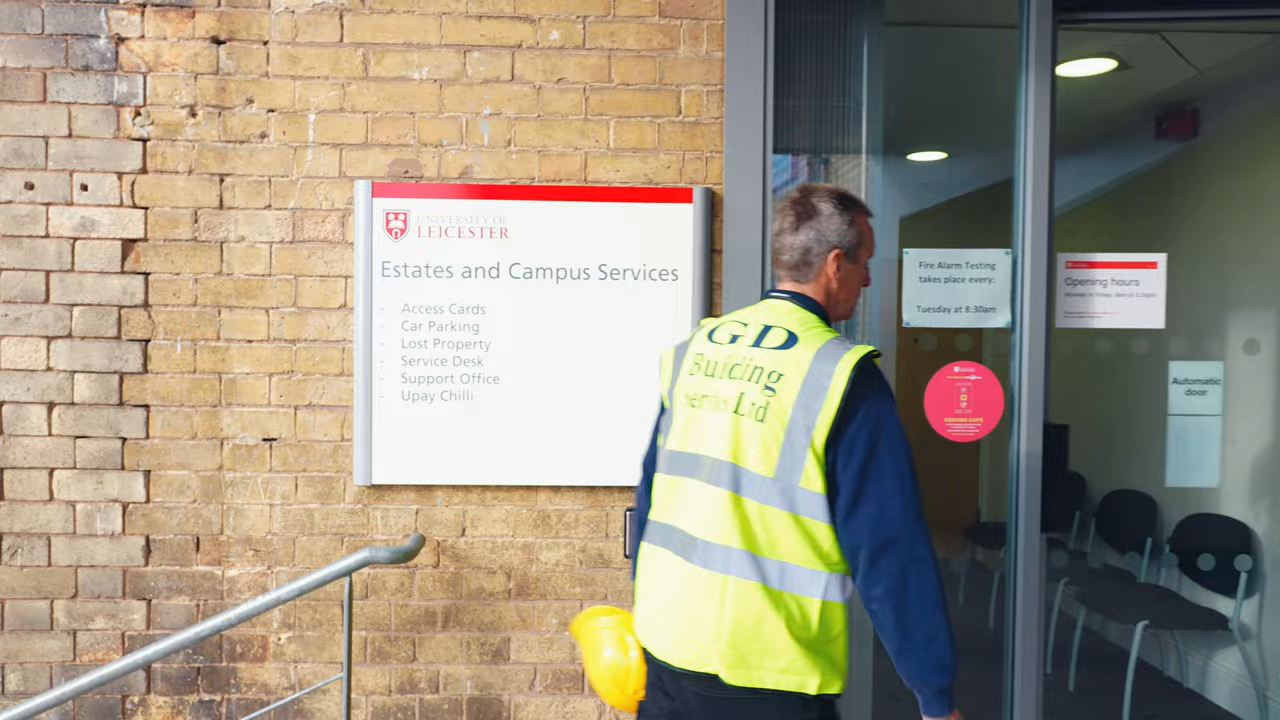 UNIVERSITY OF
LEICESTER
Estates and Campus Services
- Access Cards
- Car Parking
- Lost Property
- Service Desk
- Support Office
- Upay Chilli
GD
Building
Ltd
Fire Alarm Testing
takes place every:
Tuesday at 8:30am
Opening hours
Automatic
door